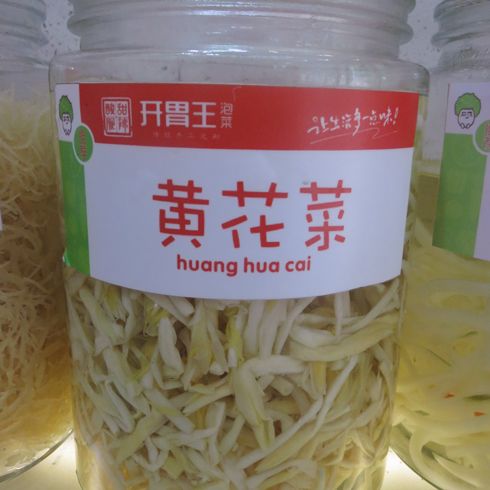 开胃王 泡菜
让生活多一点味!
黄花菜
huang hua cai